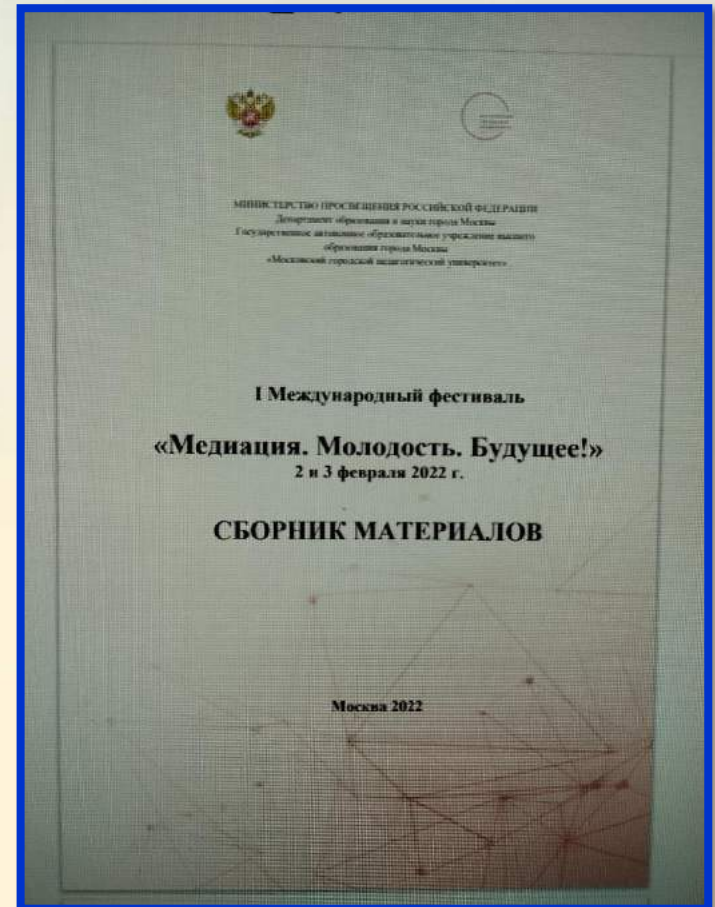 МИНИСТЕРСТВО ПРОСВЕЩЕНИЯ РОССИЙСКОЙ ФЕДЕРАЦИИ
Департамент образования и науки города Москвы
Государственное автономное образовательное учреждение высшего
образования города Москвы
«Московский городской педагогический университет»
I Международный фестиваль
«Медиация. Молодость. Будущее!»
2 и 3 февраля 2022 г.
СБОРНИК МАТЕРИАЛОВ
Москва 2022